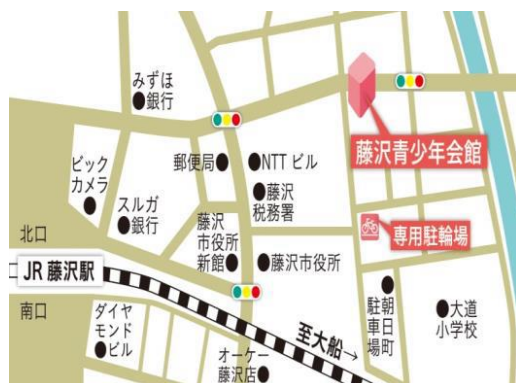 みずほ
銀行
郵便局
NTT ビル
藤沢青少年会館
ビック
カメラ
藤沢
税務署
スルガ
銀行
藤沢
市役所
新館
専用駐輪場
北口
藤沢市役所
JR 藤沢駅
南口
ダイヤ
モンド
ビル
至大船→
朝日町
駐車場
大道
小学校
オーケー
藤沢店